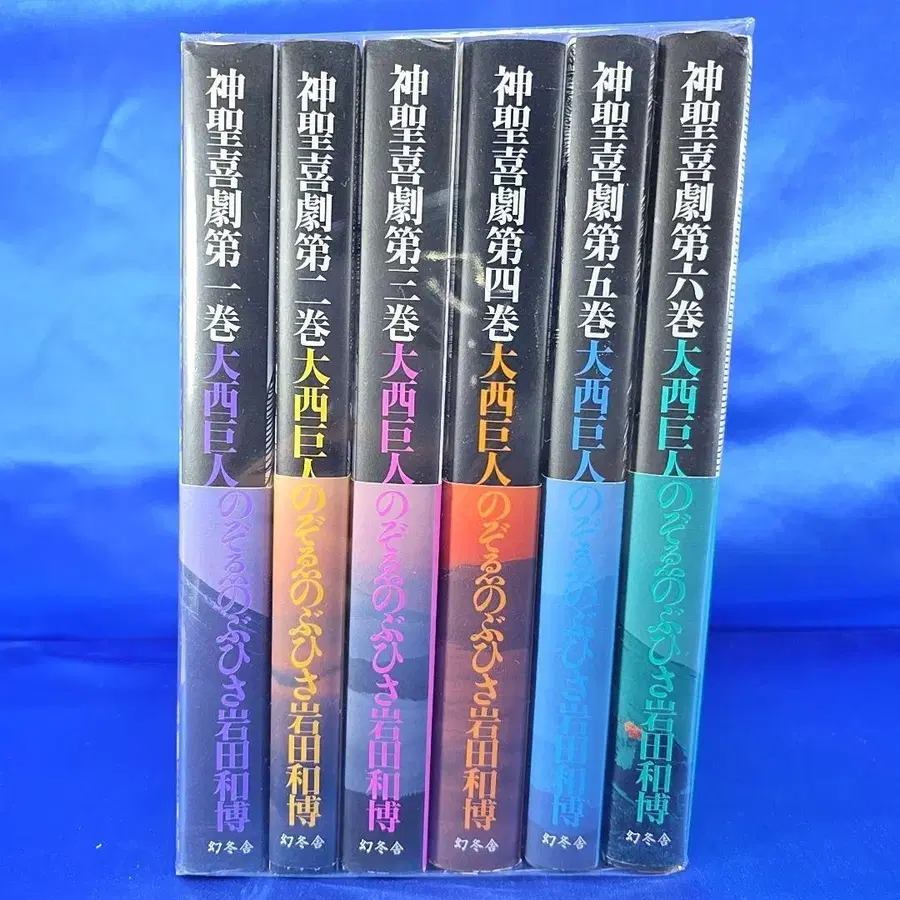 神聖喜劇第一巻大西巨人のぞゑのぶひさ岩田和博
幻冬舎
神聖喜劇第二巻大西巨人のぞゑのぶひさ岩田和博
幻冬舎
神聖喜劇第三巻大西巨人のぞゑのぶひさ岩田和博
幻冬舎
神聖喜劇第四巻大西巨人のぞゑのぶひさ岩田和博
幻冬舎
神聖喜劇第五巻大西巨人のぞゑのぶひさ岩田和博
幻冬舎
神聖喜劇第六巻大西巨人のぞゑのぶひさ岩田和博
幻冬舎